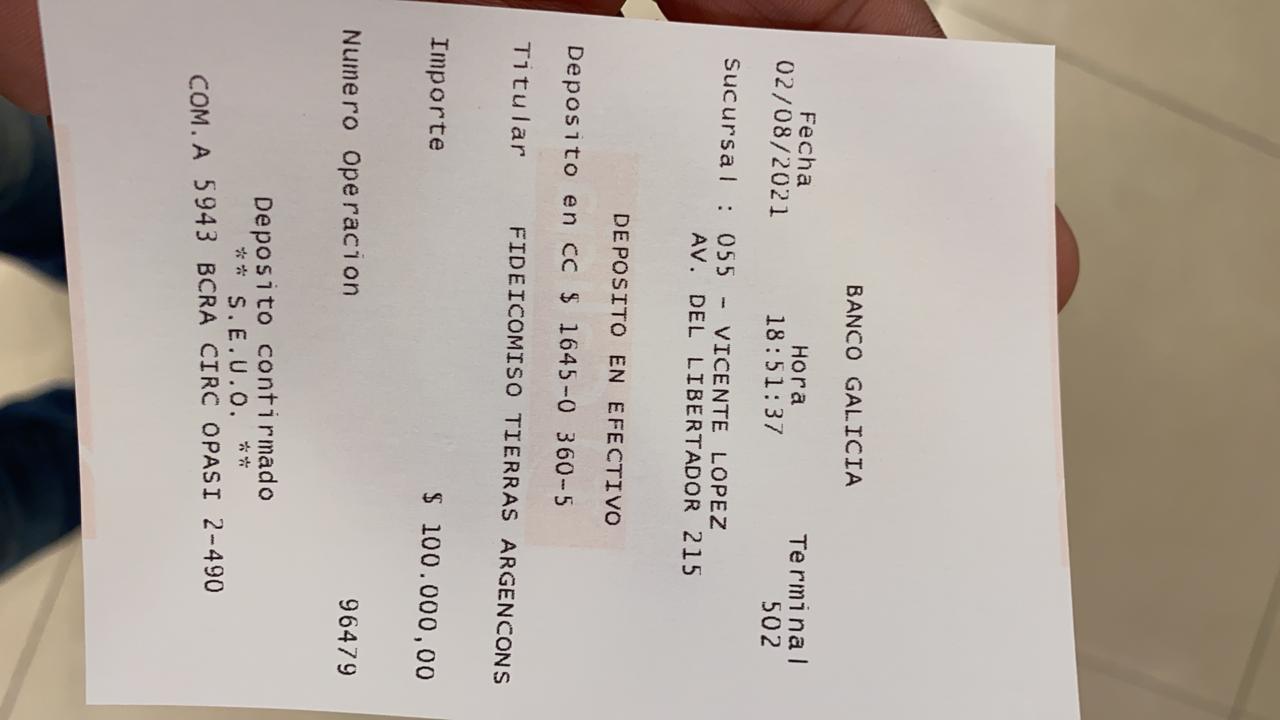 BANCO GALICIA
Fecha Hora Terminal
02/08/2021 18:51:37 502
Sucursal : 055 - VICENTE LOPEZ
AV. DEL LIBERTADOR 215
DEPOSITO EN EFECTIVO
Deposito en CC $ 1645-0 360-5
Titular FIDEICOMISO TIERRAS ARGENCONS
Importe $ 100.000,00
Numero Operacion 96479
Deposito confirmado
** S.E.U.O. **
COM.A 5943 BCRA CIRC OPASI 2-490